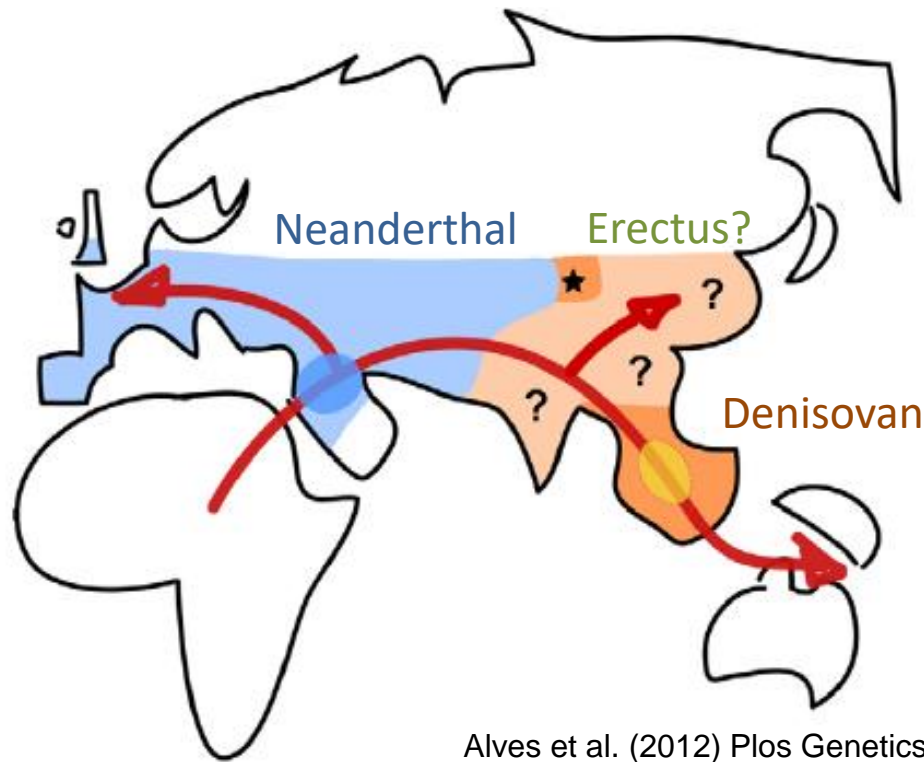 Neanderthal Erectus?
?
?
?
Denisovan
Alves et al. (2012) Plos Genetics